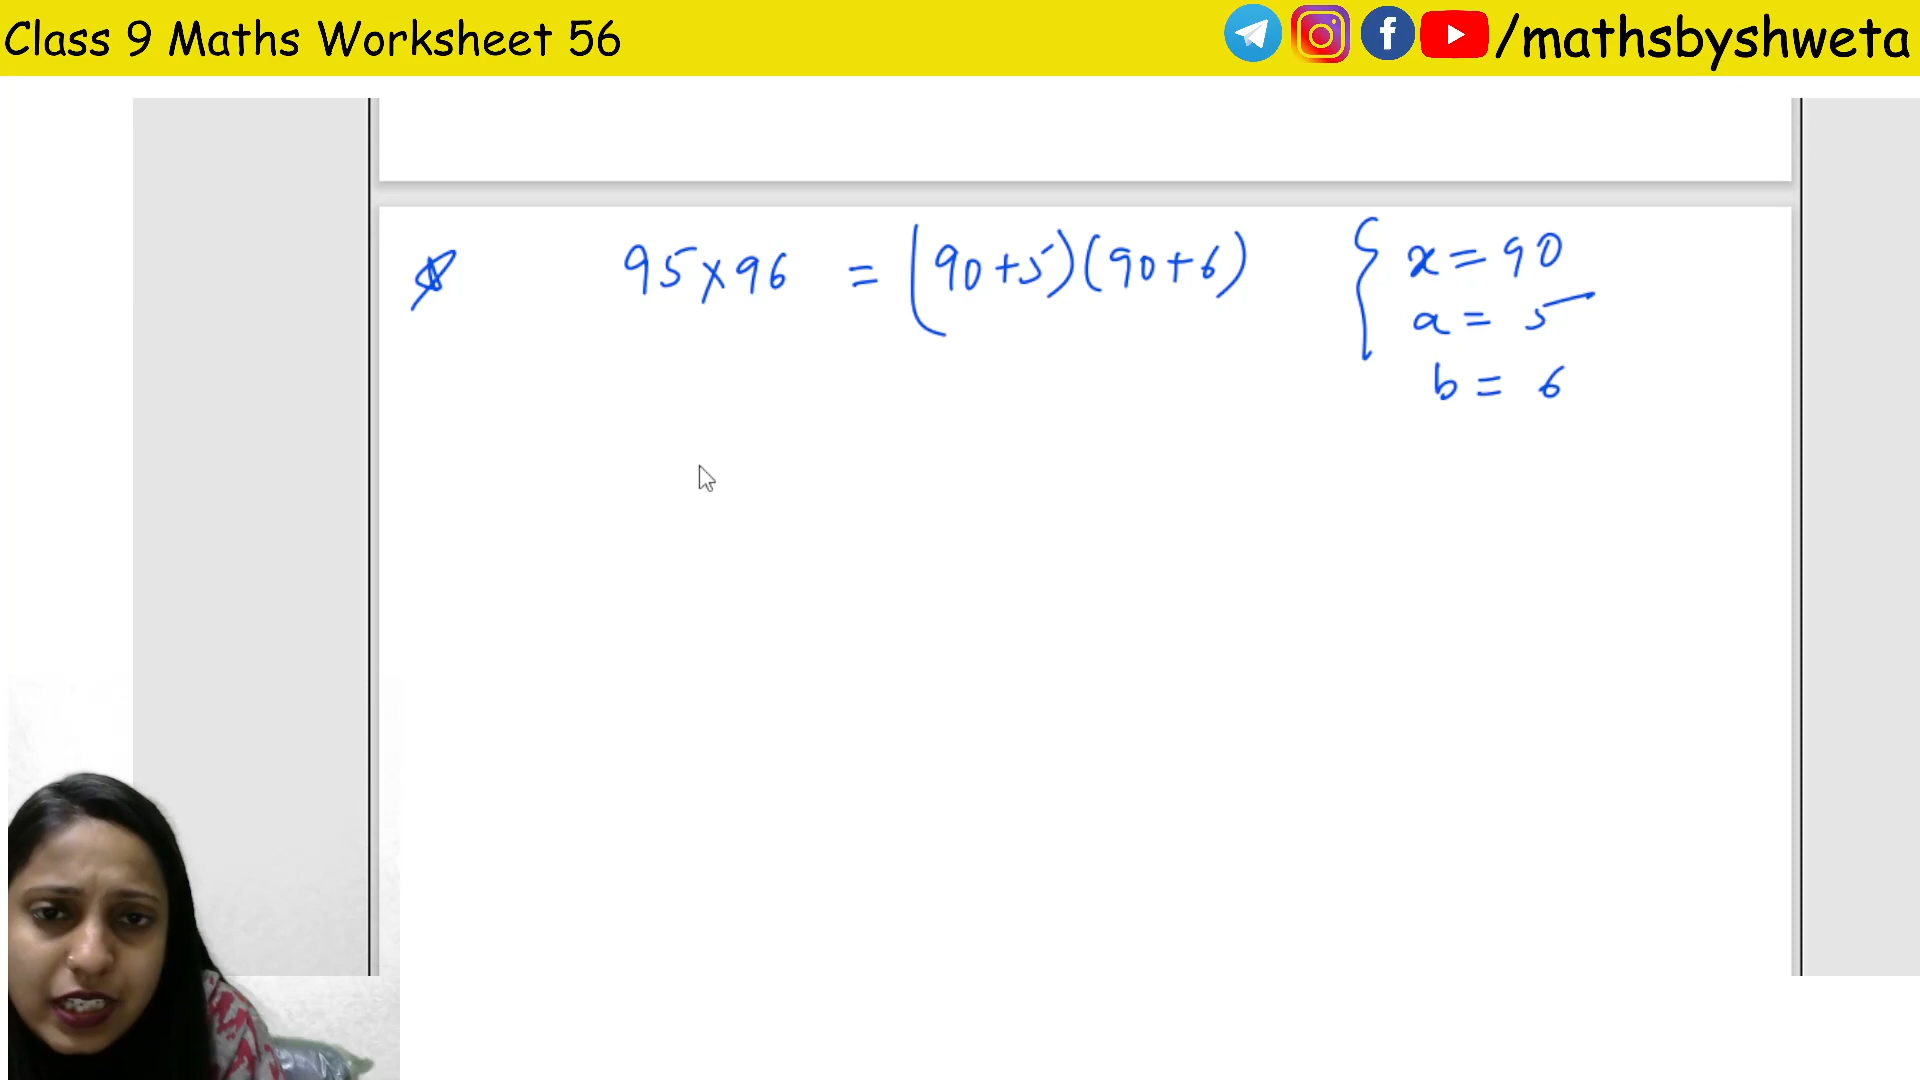 Class 9 Maths Worksheet 56
/mathsbyshweta
95×96 = (90+5)(90+6)
x = 90
a = 5
b = 6